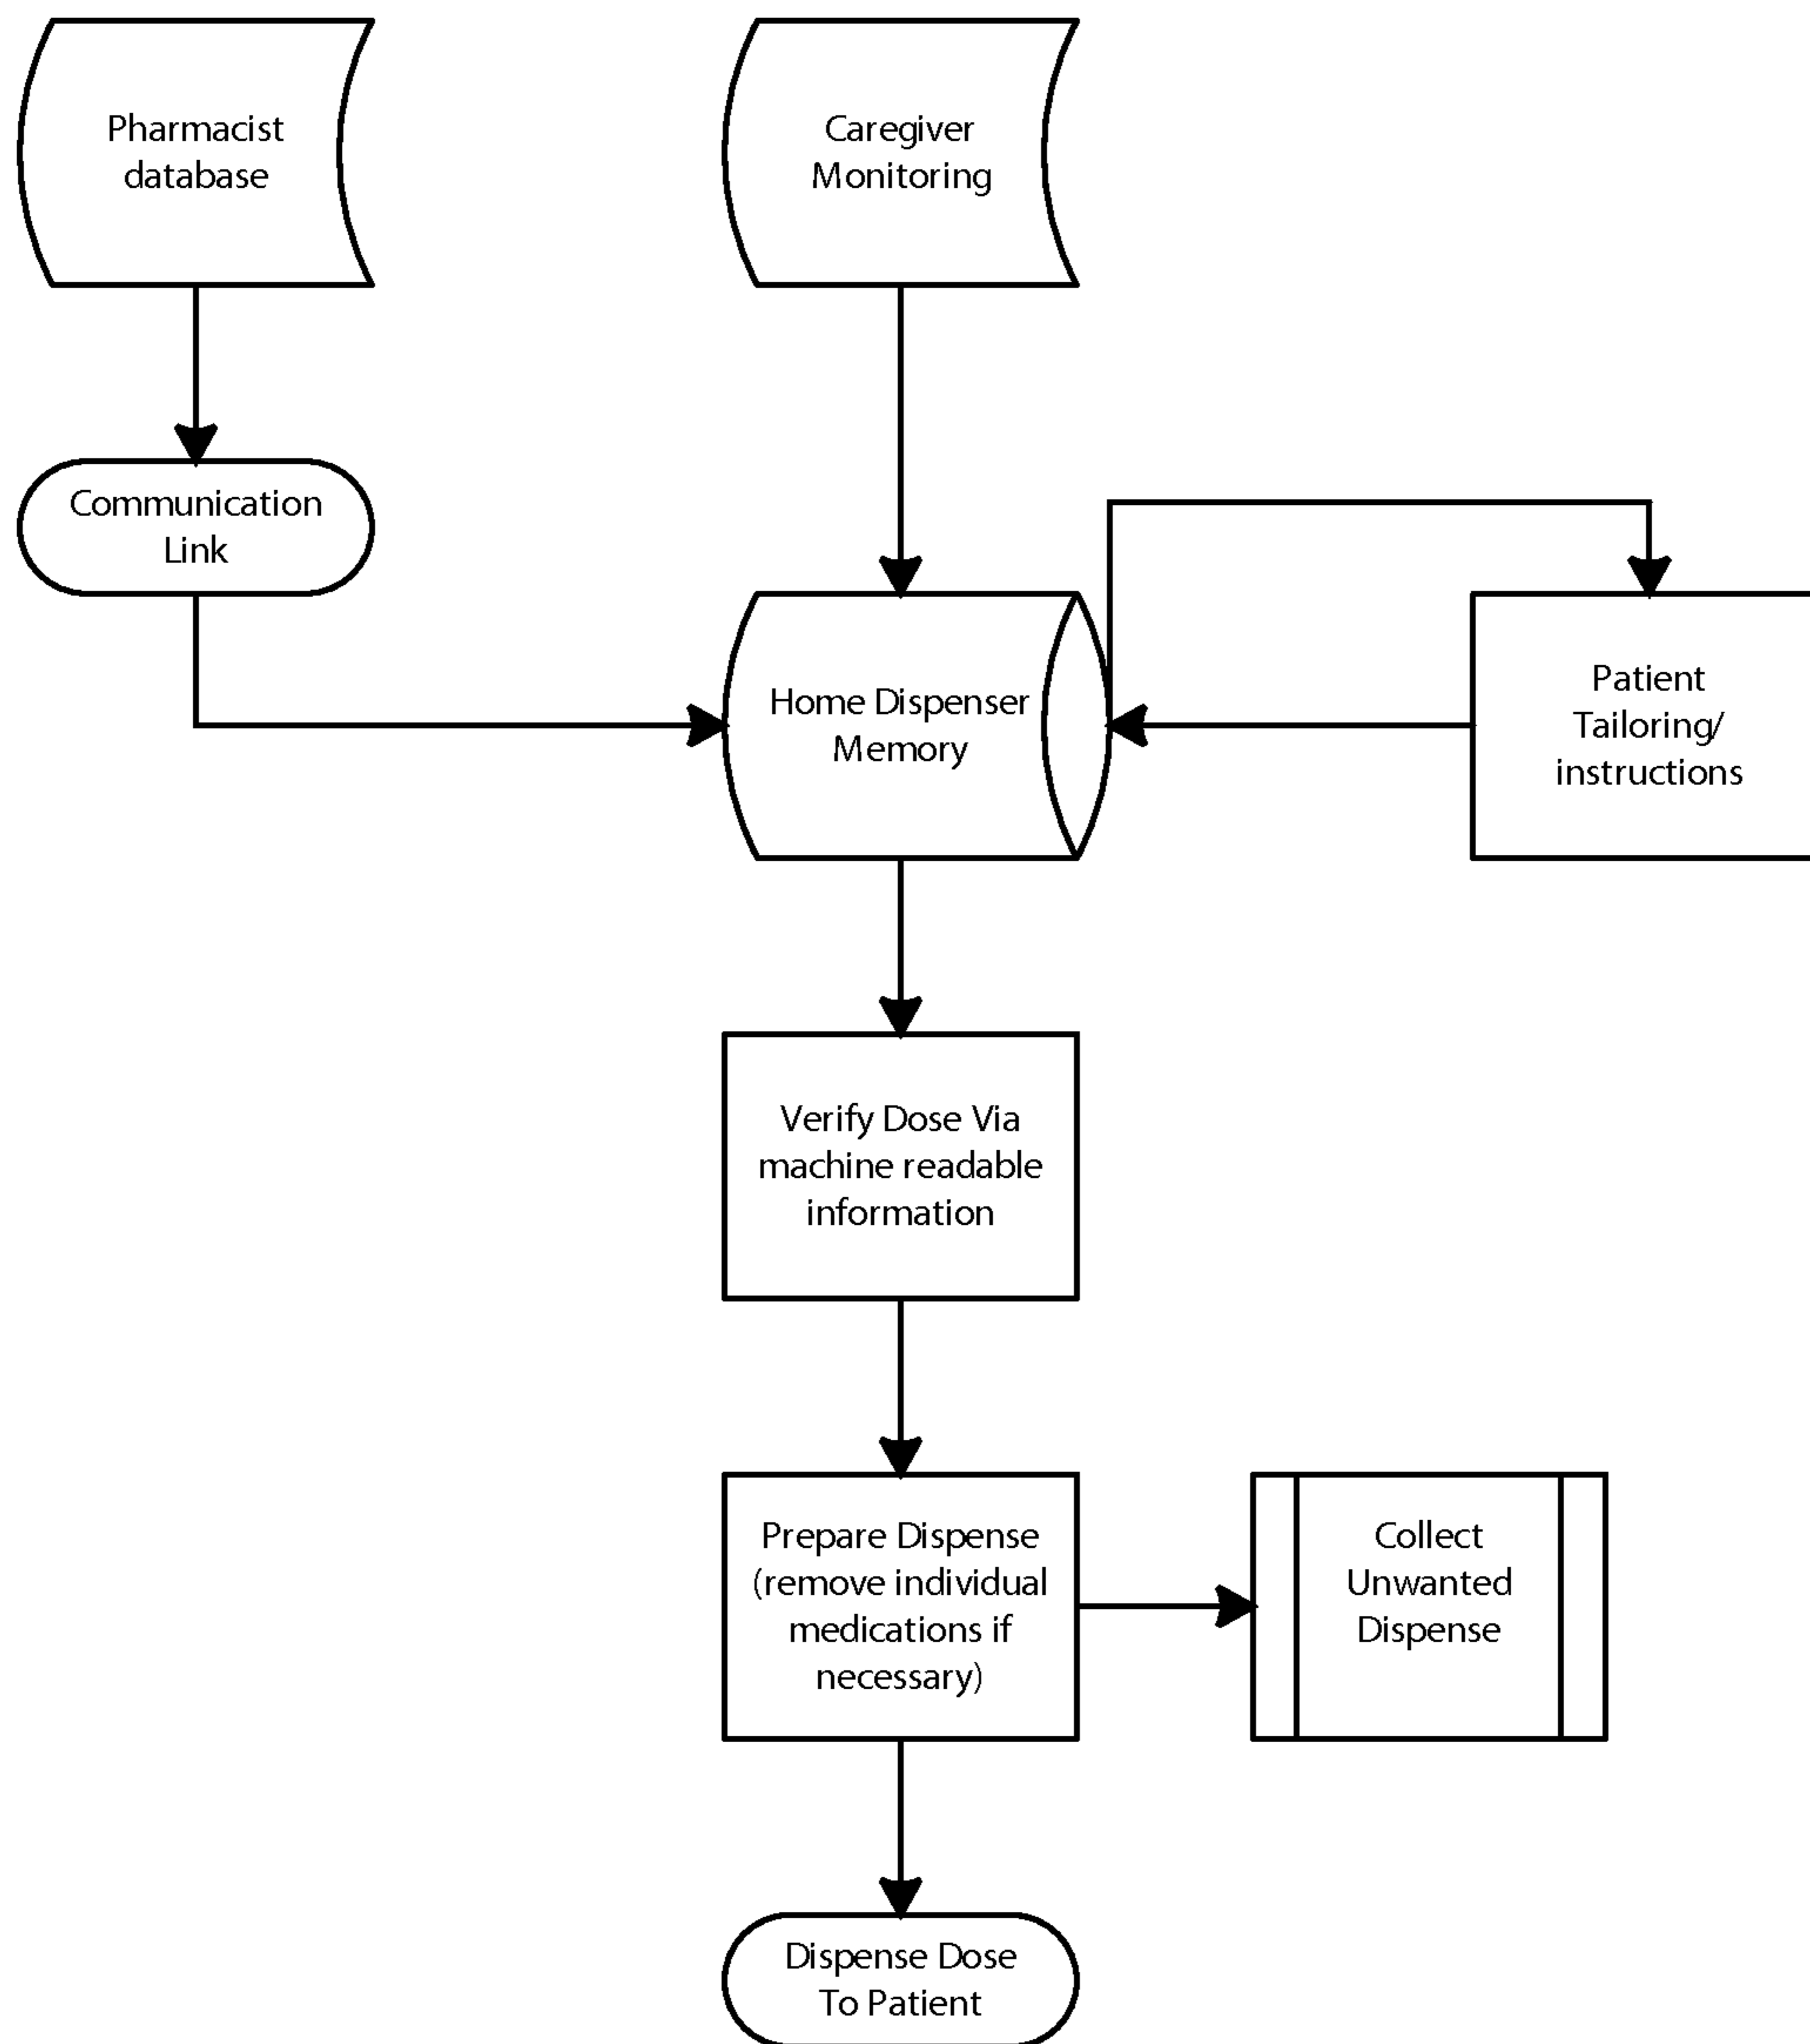 Pharmacist
database
Caregiver
Monitoring
Communication
Link
Home Dispenser
Memory
Patient
Tailoring/
instructions
Verify Dose Via
machine readable
information
Prepare Dispense
(remove individual
medications if
necessary)
Collect
Unwanted
Dispense
Dispense Dose
To Patient